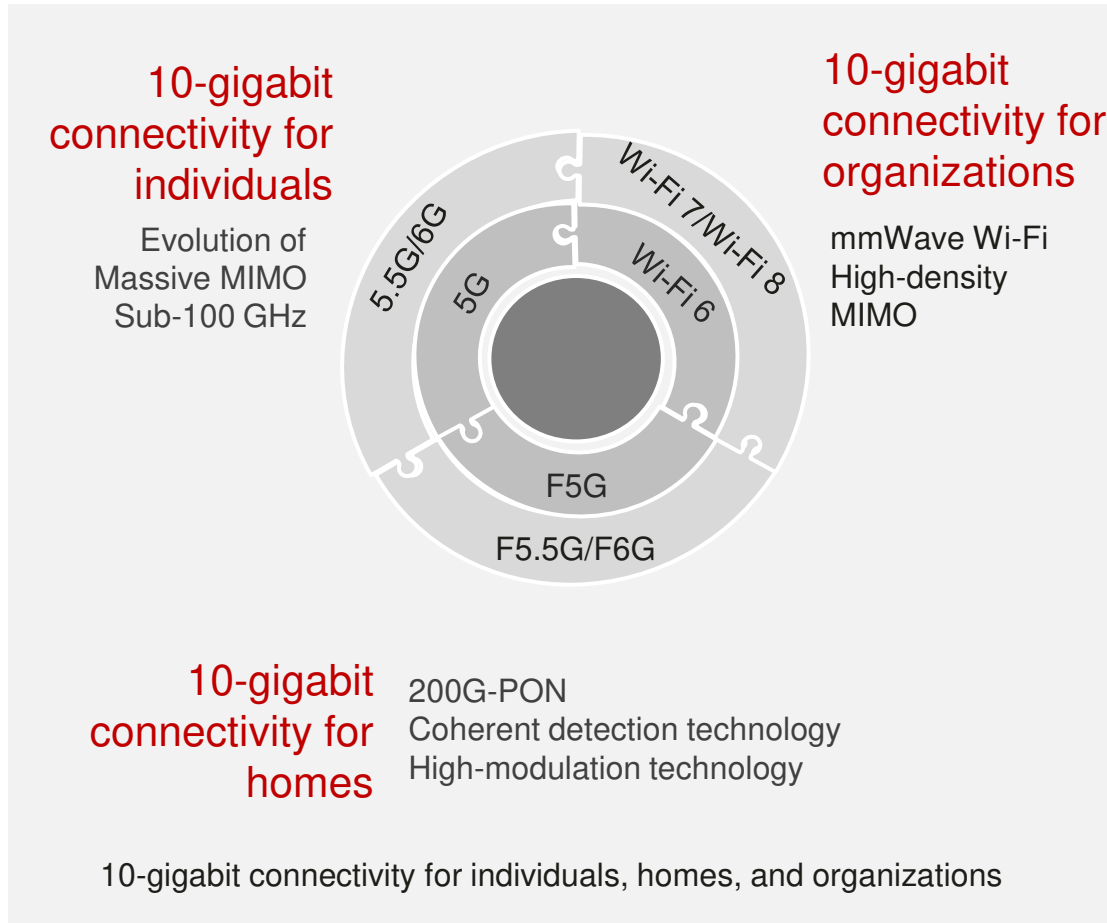 10-gigabit
connectivity for
individuals
Evolution of
Massive MIMO
Sub-100 GHz
10-gigabit
connectivity for
organizations
mmWave Wi-Fi
High-density
MIMO
5.5G/6G
5G
Wi-Fi 7/Wi-Fi 8
Wi-Fi 6
F5G
F5.5G/F6G
10-gigabit
connectivity for
homes
200G-PON
Coherent detection technology
High-modulation technology
10-gigabit connectivity for individuals, homes, and organizations